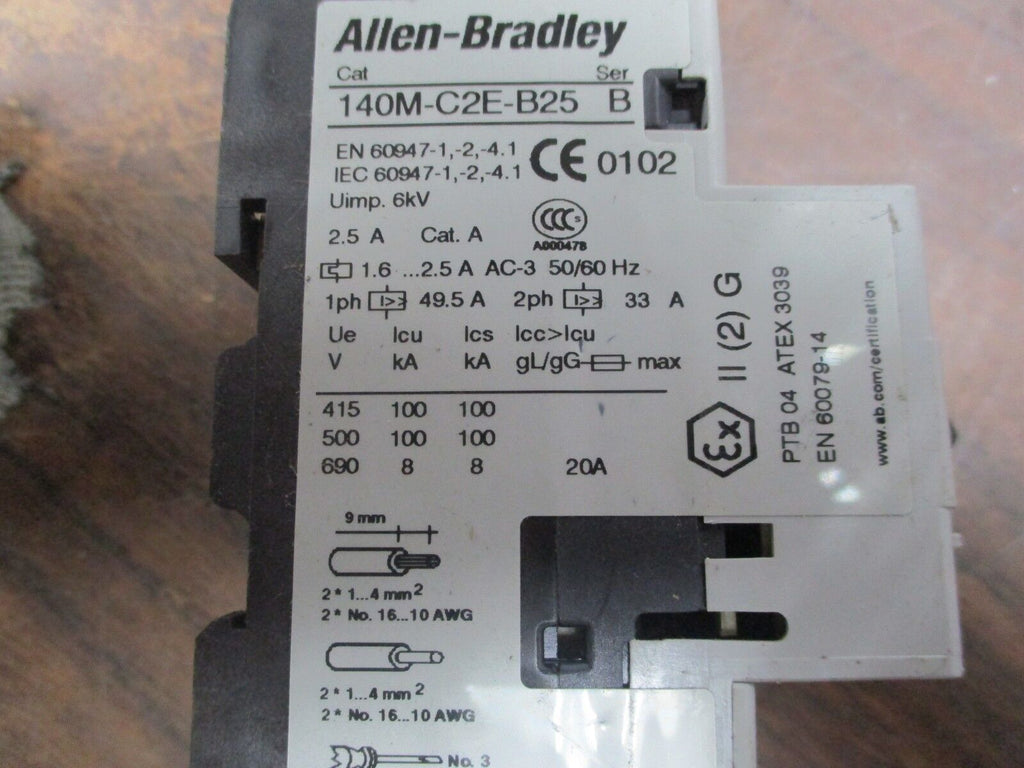 Allen-Bradley
Cat Ser
140M-C2E-B25 B
EN 60947-1,-2,-4.1
IEC 60947-1,-2,-4.1
CE 0102
Uimp. 6kV
CCC S
A000478
2.5 A Cat. A
1.6 ...2.5 A AC-3 50/60 Hz
1ph I> 49.5 A 2ph I> 33 A
Ue Icu Ics Icc>Icu
V kA kA gL/gG max
415 100 100
500 100 100
690 8 8 20A
9 mm
2 * 1...4 mm²
2 * No. 16...10 AWG
2 * 1...4 mm²
2 * No. 16...10 AWG
No. 3
Ex II (2) G
PTB 04 ATEX 3039
EN 60079-14
www.ab.com/certification